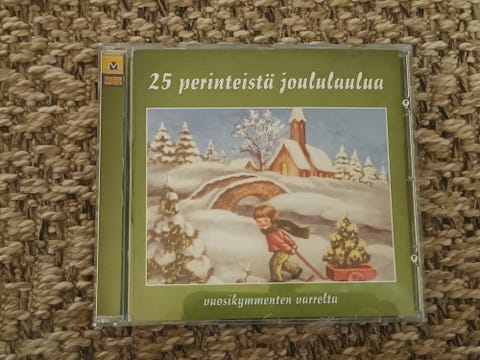 25 perinteistä joululaulua
vuosikymmenten varrelta